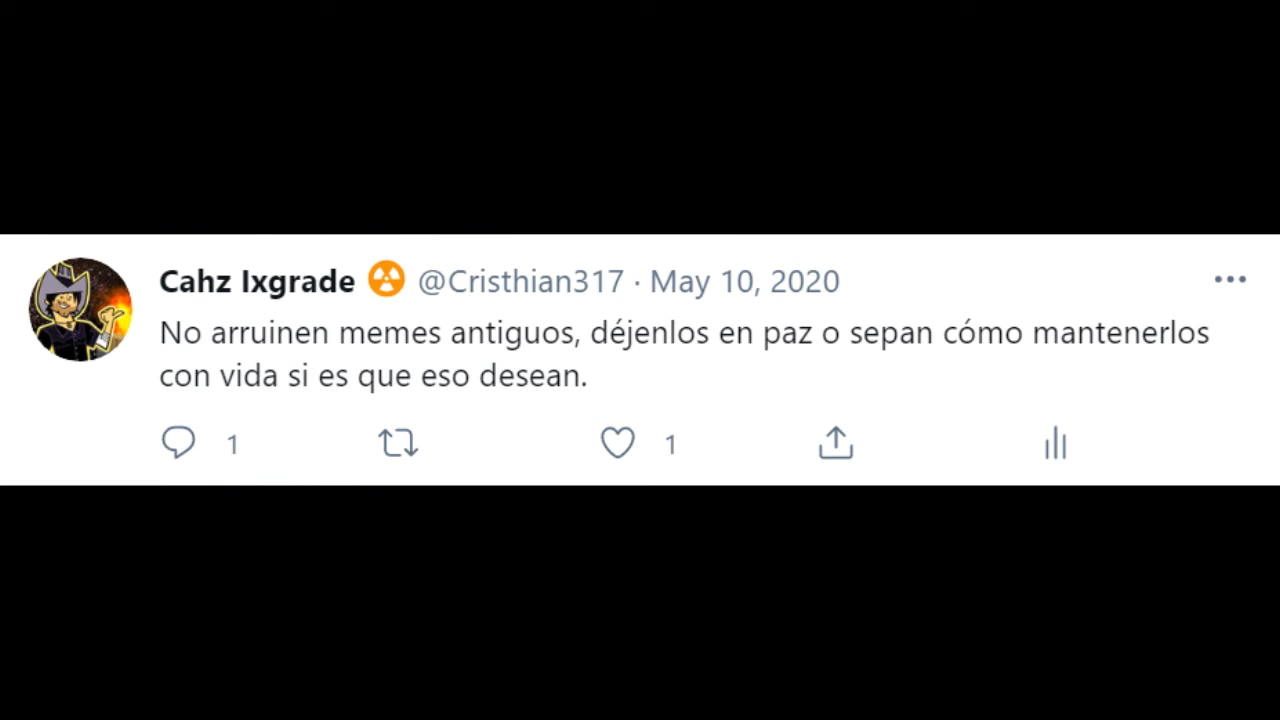 Cahz Ixgrade ☢ @Cristhian317 · May 10, 2020
No arruinen memes antiguos, déjenlos en paz o sepan cómo mantenerlos
con vida si es que eso desean.
1 1